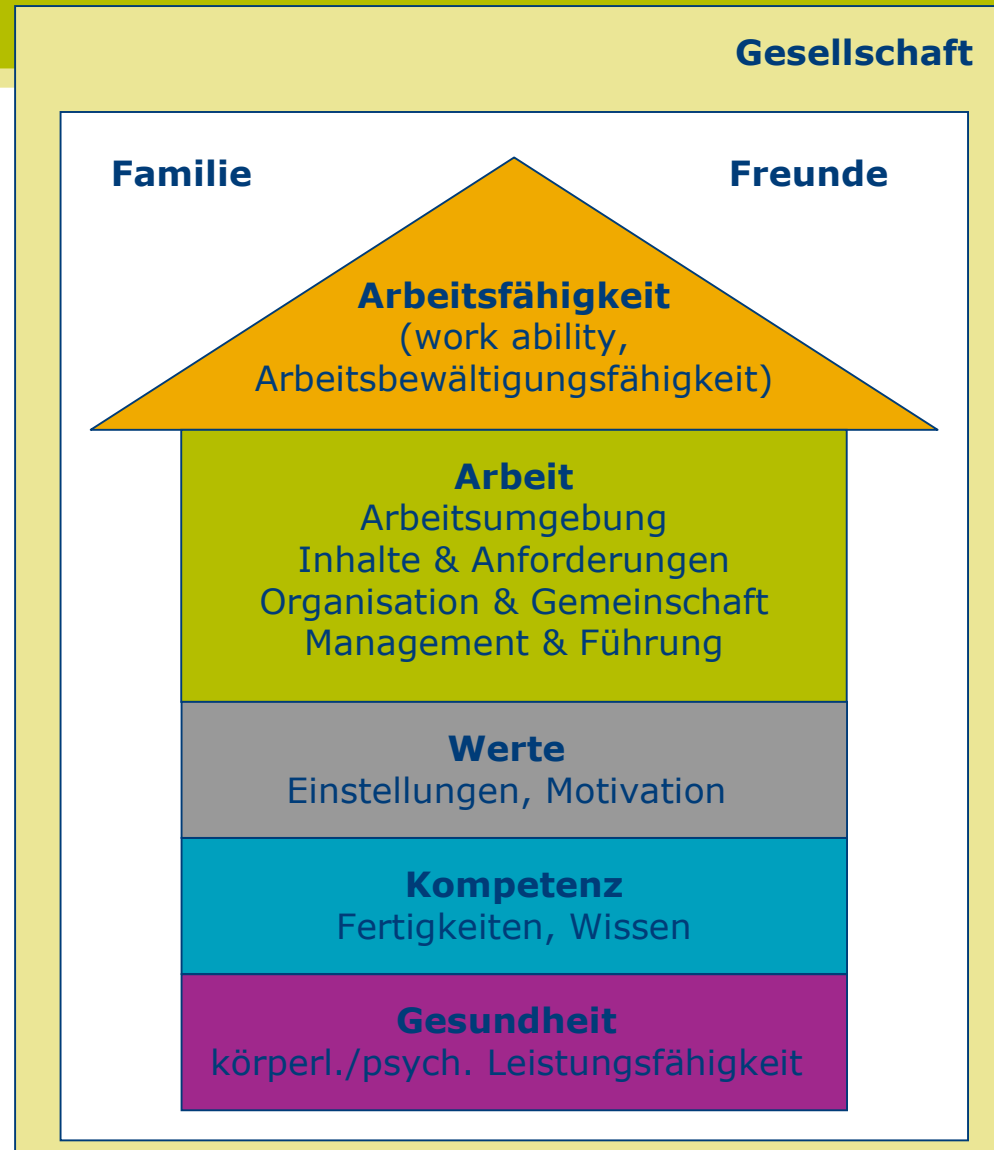 Gesellschaft
Familie
Freunde
Arbeitsfähigkeit
(work ability,
Arbeitsbewältigungsfähigkeit)
Arbeit
Arbeitsumgebung
Inhalte & Anforderungen
Organisation & Gemeinschaft
Management & Führung
Werte
Einstellungen, Motivation
Kompetenz
Fertigkeiten, Wissen
Gesundheit
körperl./psych. Leistungsfähigkeit